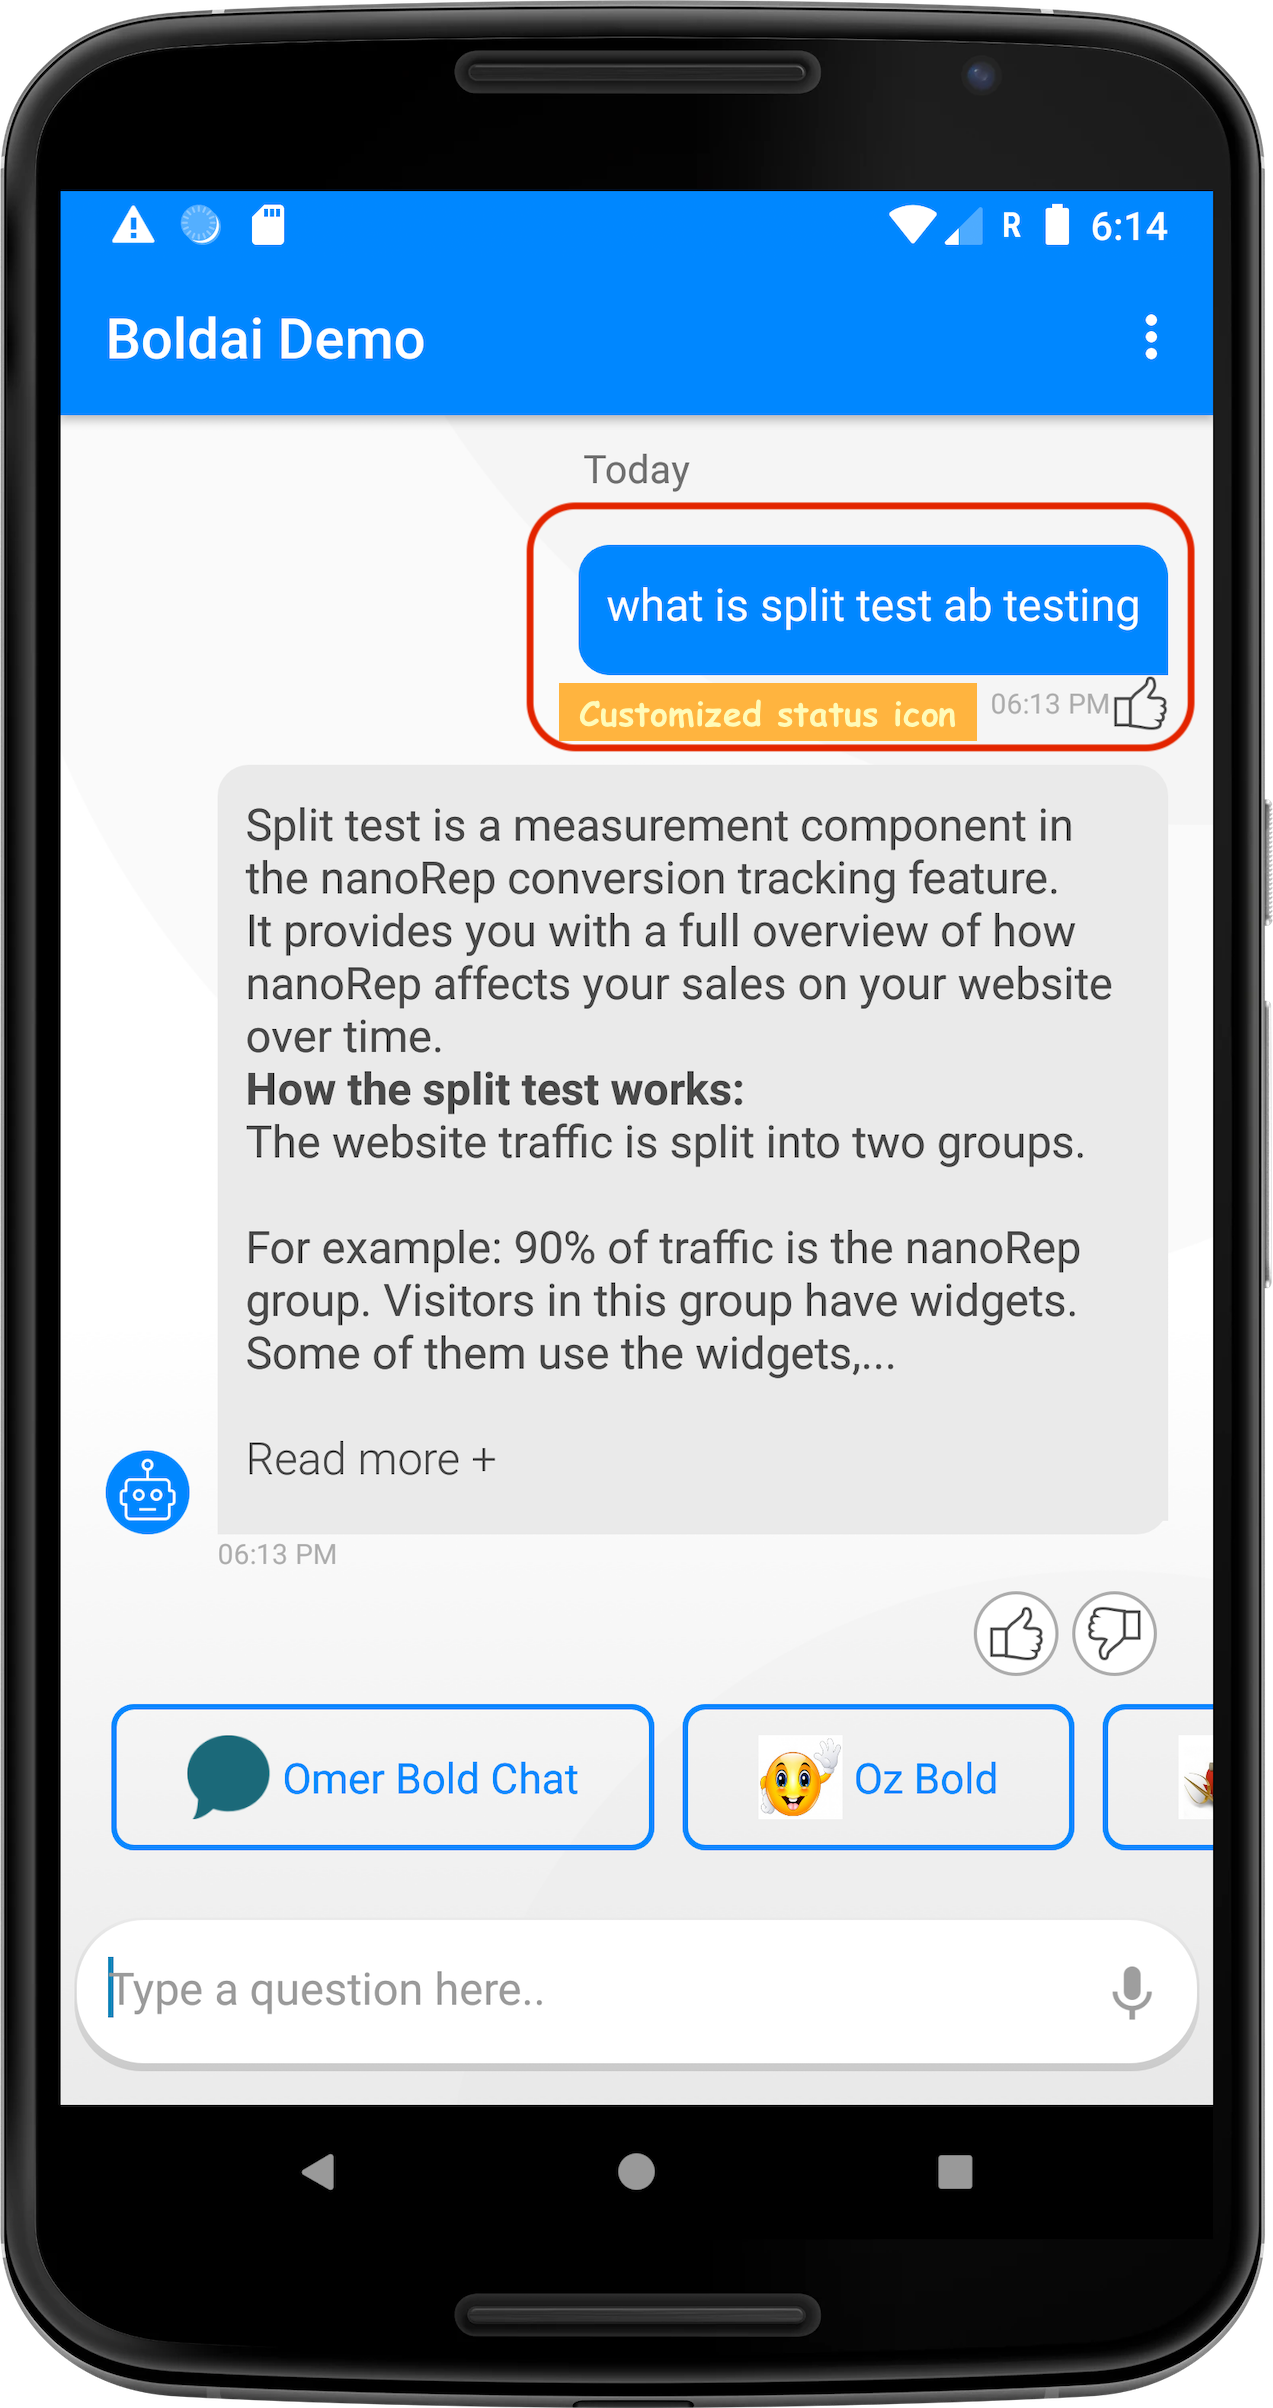 R 6:14
Boldai Demo
Today
what is split test ab testing
Customized status icon 06:13 PM
Split test is a measurement component in
the nanoRep conversion tracking feature.
It provides you with a full overview of how
nanoRep affects your sales on your website
over time.
How the split test works:
The website traffic is split into two groups.
For example: 90% of traffic is the nanoRep
group. Visitors in this group have widgets.
Some of them use the widgets,...
Read more +
06:13 PM
Omer Bold Chat
Oz Bold
Type a question here..